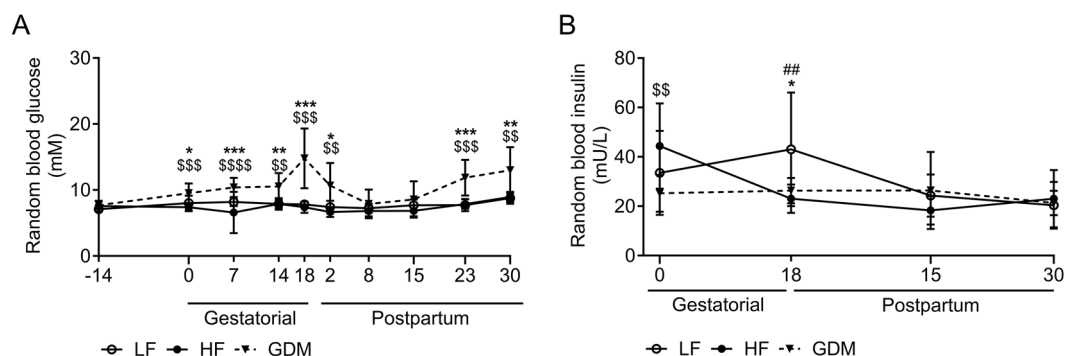 A
Random blood glucose
(mM)
30
20
10
0
*
$$$
***
$$$$
**
$$
***
$$$
*
$$
***
$$$
**
$$
-14 0 7 14 18 2 8 15 23 30
Gestatorial Postpartum
LF HF GDM
B
Random blood insulin
(mU/L)
80
60
40
20
0
$$
##
*
0 18 15 30
Gestatorial Postpartum
LF HF GDM